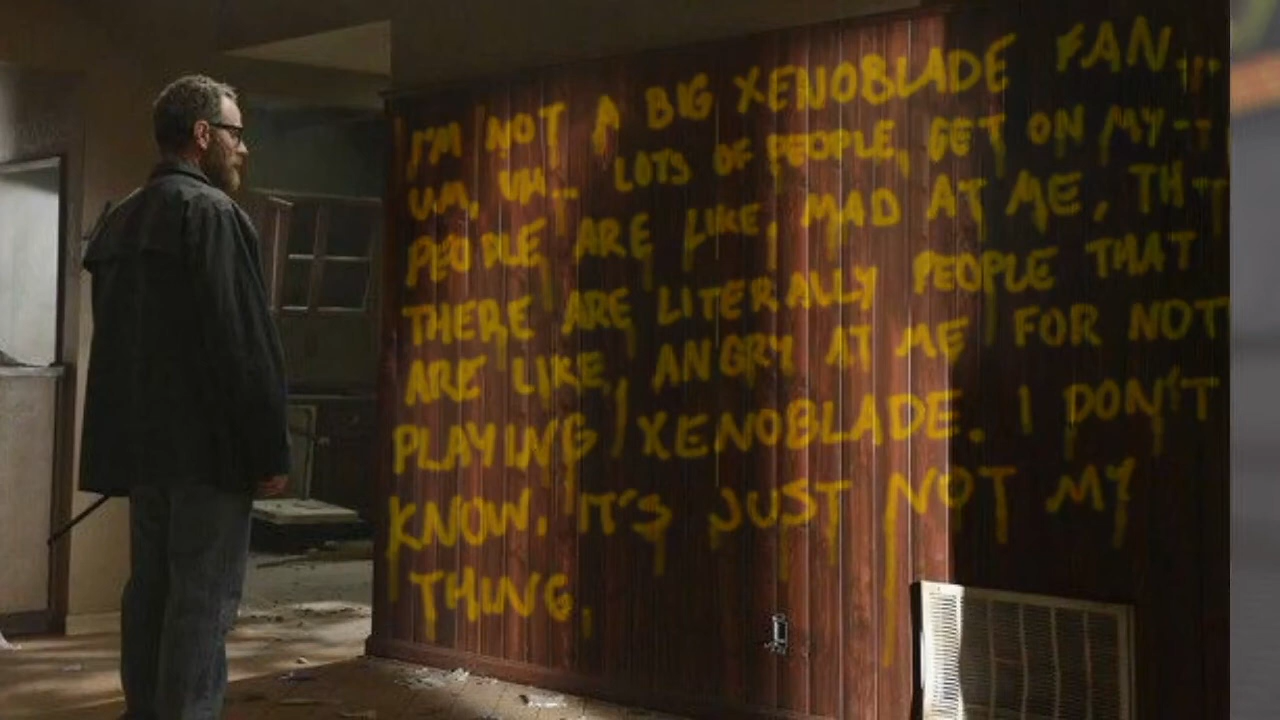 I'M NOT A BIG XENOBLADE FAN...
UM, UH... LOTS OF PEOPLE, GET ON MY--
PEOPLE ARE LIKE, MAD AT ME, TH--
THERE ARE LITERALLY PEOPLE THAT
ARE LIKE, ANGRY AT ME FOR NOT
PLAYING XENOBLADE. I DON'T
KNOW. IT'S JUST NOT MY
THING.